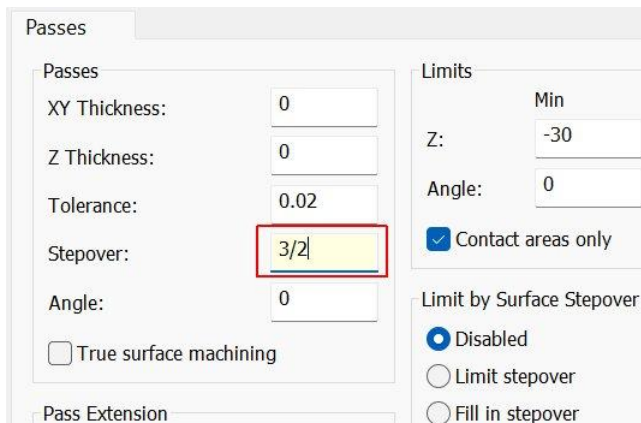 Passes
Passes
XY Thickness: 0
Z Thickness: 0
Tolerance: 0.02
Stepover: 3/2
Angle: 0
True surface machining
Pass Extension
Limits
Min
Z: -30
Angle: 0
Contact areas only
Limit by Surface Stepover
Disabled
Limit stepover
Fill in stepover